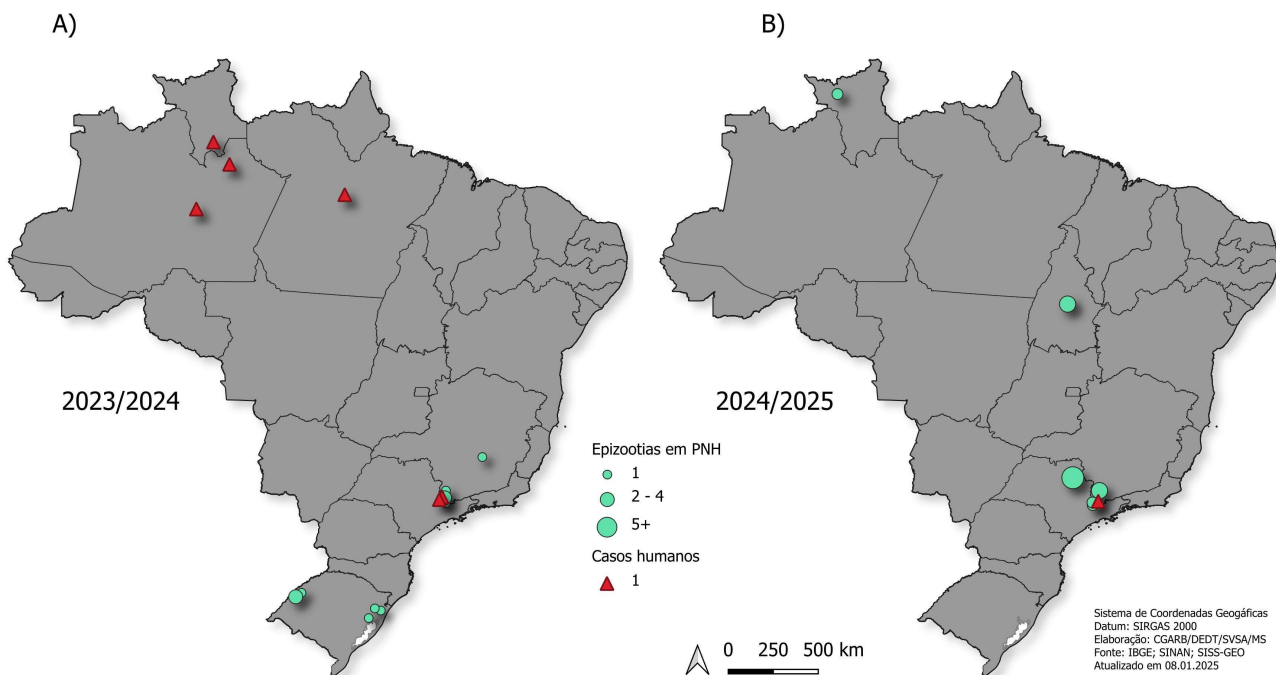 A)
B)
2023/2024
2024/2025
Epizootias em PNH
1
2 - 4
5+
Casos humanos
1
0 250 500 km
Sistema de Coordenadas Geogáficas
Datum: SIRGAS 2000
Elaboração: CGARB/DEDT/SVSA/MS
Fonte: IBGE; SINAN; SISS-GEO
Atualizado em 08.01.2025